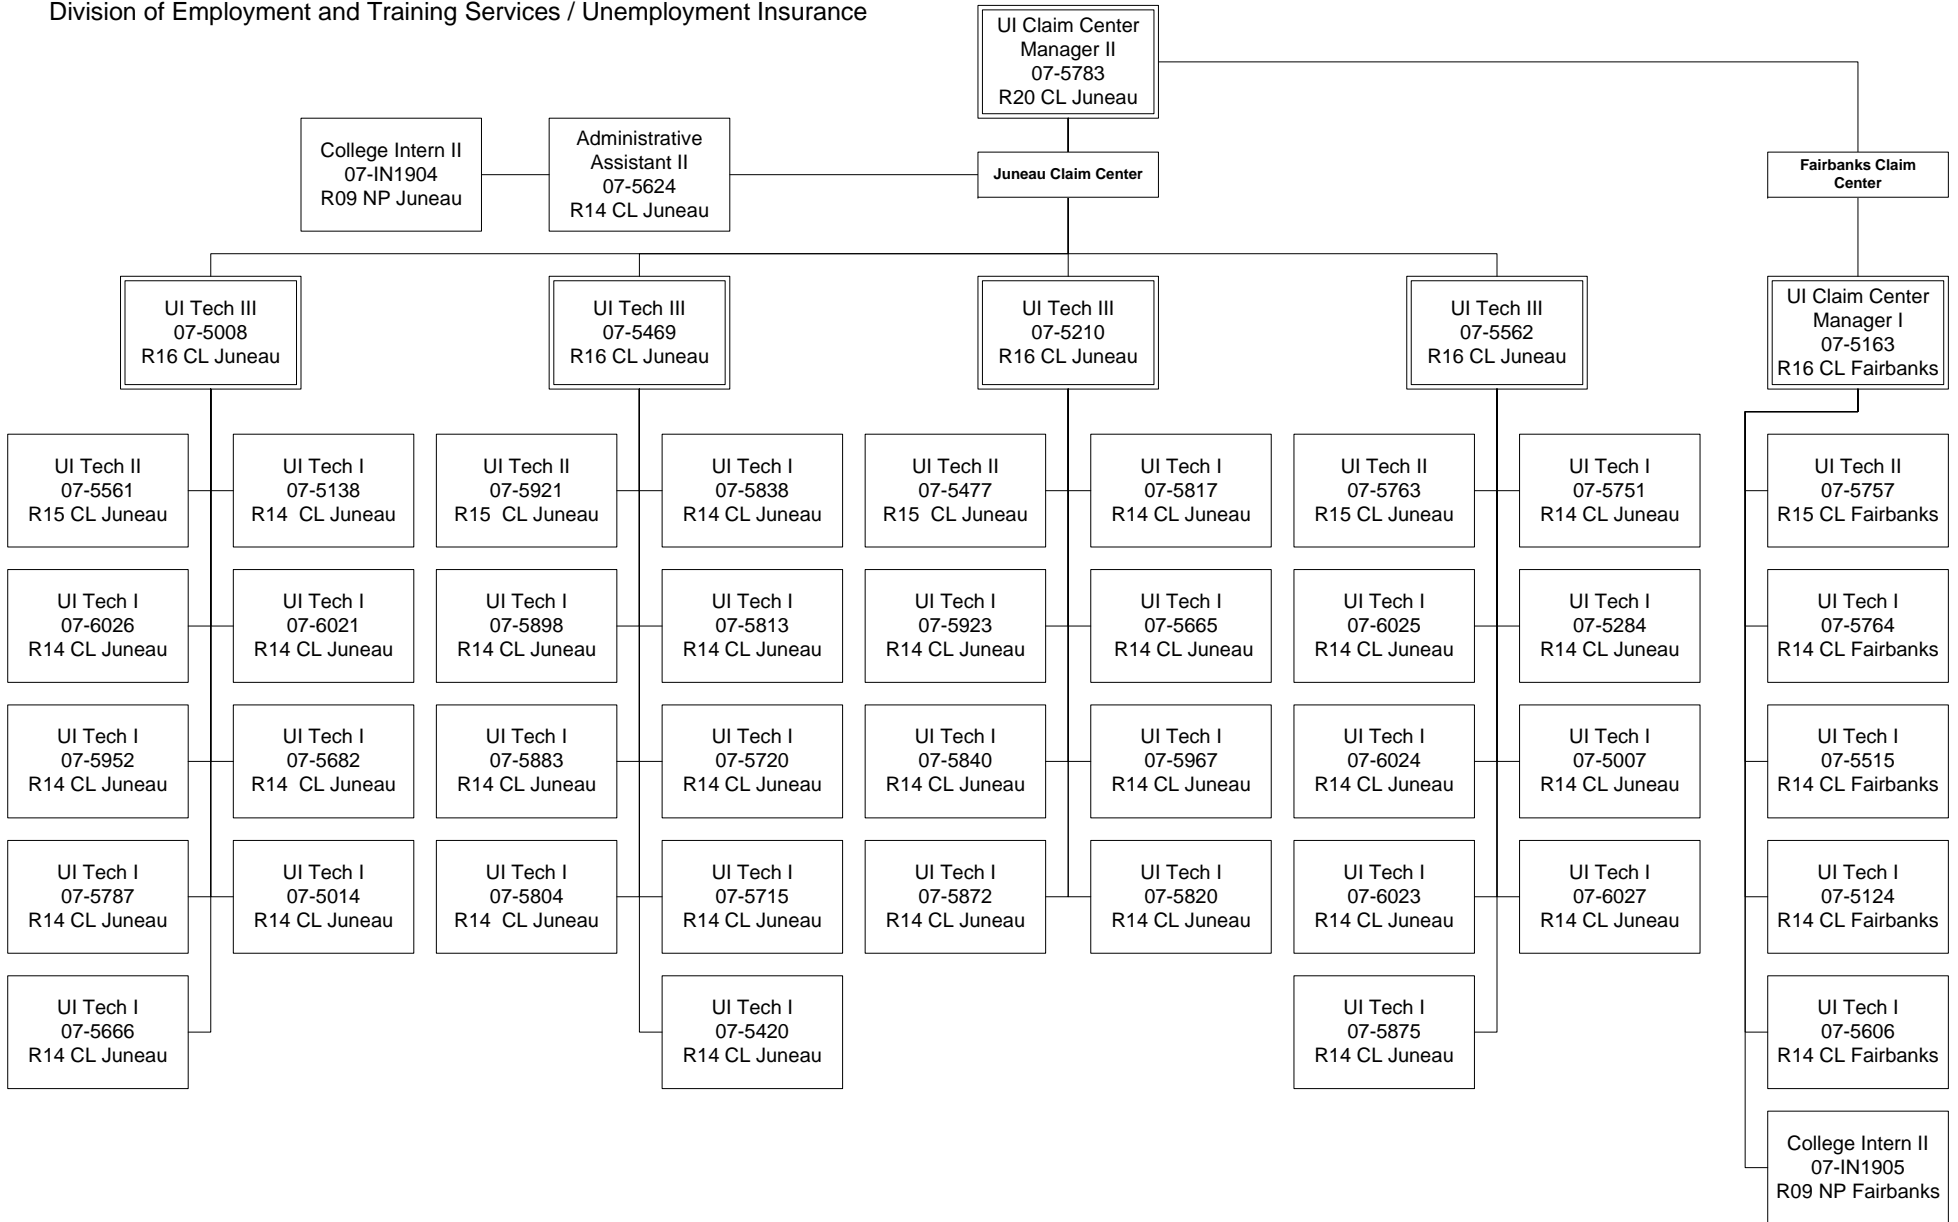 Division of Employment and Training Services / Unemployment Insurance
UI Claim Center
Manager II
07-5783
R20 CL Juneau
College Intern II
07-IN1904
R09 NP Juneau
Administrative
Assistant II
07-5624
R14 CL Juneau
Juneau Claim Center
Fairbanks Claim
Center
UI Tech III
07-5008
R16 CL Juneau
UI Tech III
07-5469
R16 CL Juneau
UI Tech III
07-5210
R16 CL Juneau
UI Tech III
07-5562
R16 CL Juneau
UI Claim Center
Manager I
07-5163
R16 CL Fairbanks
UI Tech II
07-5561
R15 CL Juneau
UI Tech I
07-5138
R14  CL Juneau
UI Tech II
07-5921
R15  CL Juneau
UI Tech I
07-5838
R14 CL Juneau
UI Tech II
07-5477
R15  CL Juneau
UI Tech I
07-5817
R14 CL Juneau
UI Tech II
07-5763
R15 CL Juneau
UI Tech I
07-5751
R14 CL Juneau
UI Tech II
07-5757
R15 CL Fairbanks
UI Tech I
07-6026
R14 CL Juneau
UI Tech I
07-6021
R14 CL Juneau
UI Tech I
07-5898
R14 CL Juneau
UI Tech I
07-5813
R14 CL Juneau
UI Tech I
07-5923
R14 CL Juneau
UI Tech I
07-5665
R14 CL Juneau
UI Tech I
07-6025
R14 CL Juneau
UI Tech I
07-5284
R14 CL Juneau
UI Tech I
07-5764
R14 CL Fairbanks
UI Tech I
07-5952
R14 CL Juneau
UI Tech I
07-5682
R14  CL Juneau
UI Tech I
07-5883
R14 CL Juneau
UI Tech I
07-5720
R14 CL Juneau
UI Tech I
07-5840
R14 CL Juneau
UI Tech I
07-5967
R14 CL Juneau
UI Tech I
07-6024
R14 CL Juneau
UI Tech I
07-5007
R14 CL Juneau
UI Tech I
07-5515
R14 CL Fairbanks
UI Tech I
07-5787
R14 CL Juneau
UI Tech I
07-5014
R14 CL Juneau
UI Tech I
07-5804
R14  CL Juneau
UI Tech I
07-5715
R14 CL Juneau
UI Tech I
07-5872
R14 CL Juneau
UI Tech I
07-5820
R14 CL Juneau
UI Tech I
07-6023
R14 CL Juneau
UI Tech I
07-6027
R14 CL Juneau
UI Tech I
07-5124
R14 CL Fairbanks
UI Tech I
07-5666
R14 CL Juneau
UI Tech I
07-5420
R14 CL Juneau
UI Tech I
07-5875
R14 CL Juneau
UI Tech I
07-5606
R14 CL Fairbanks
College Intern II
07-IN1905
R09 NP Fairbanks